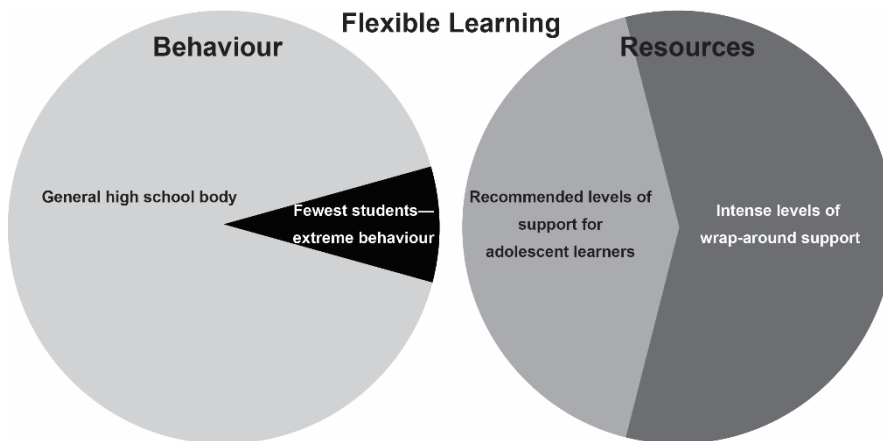 Flexible Learning
Behaviour
General high school body
Fewest students—
extreme behaviour
Resources
Recommended levels of
support for
adolescent learners
Intense levels of
wrap-around support